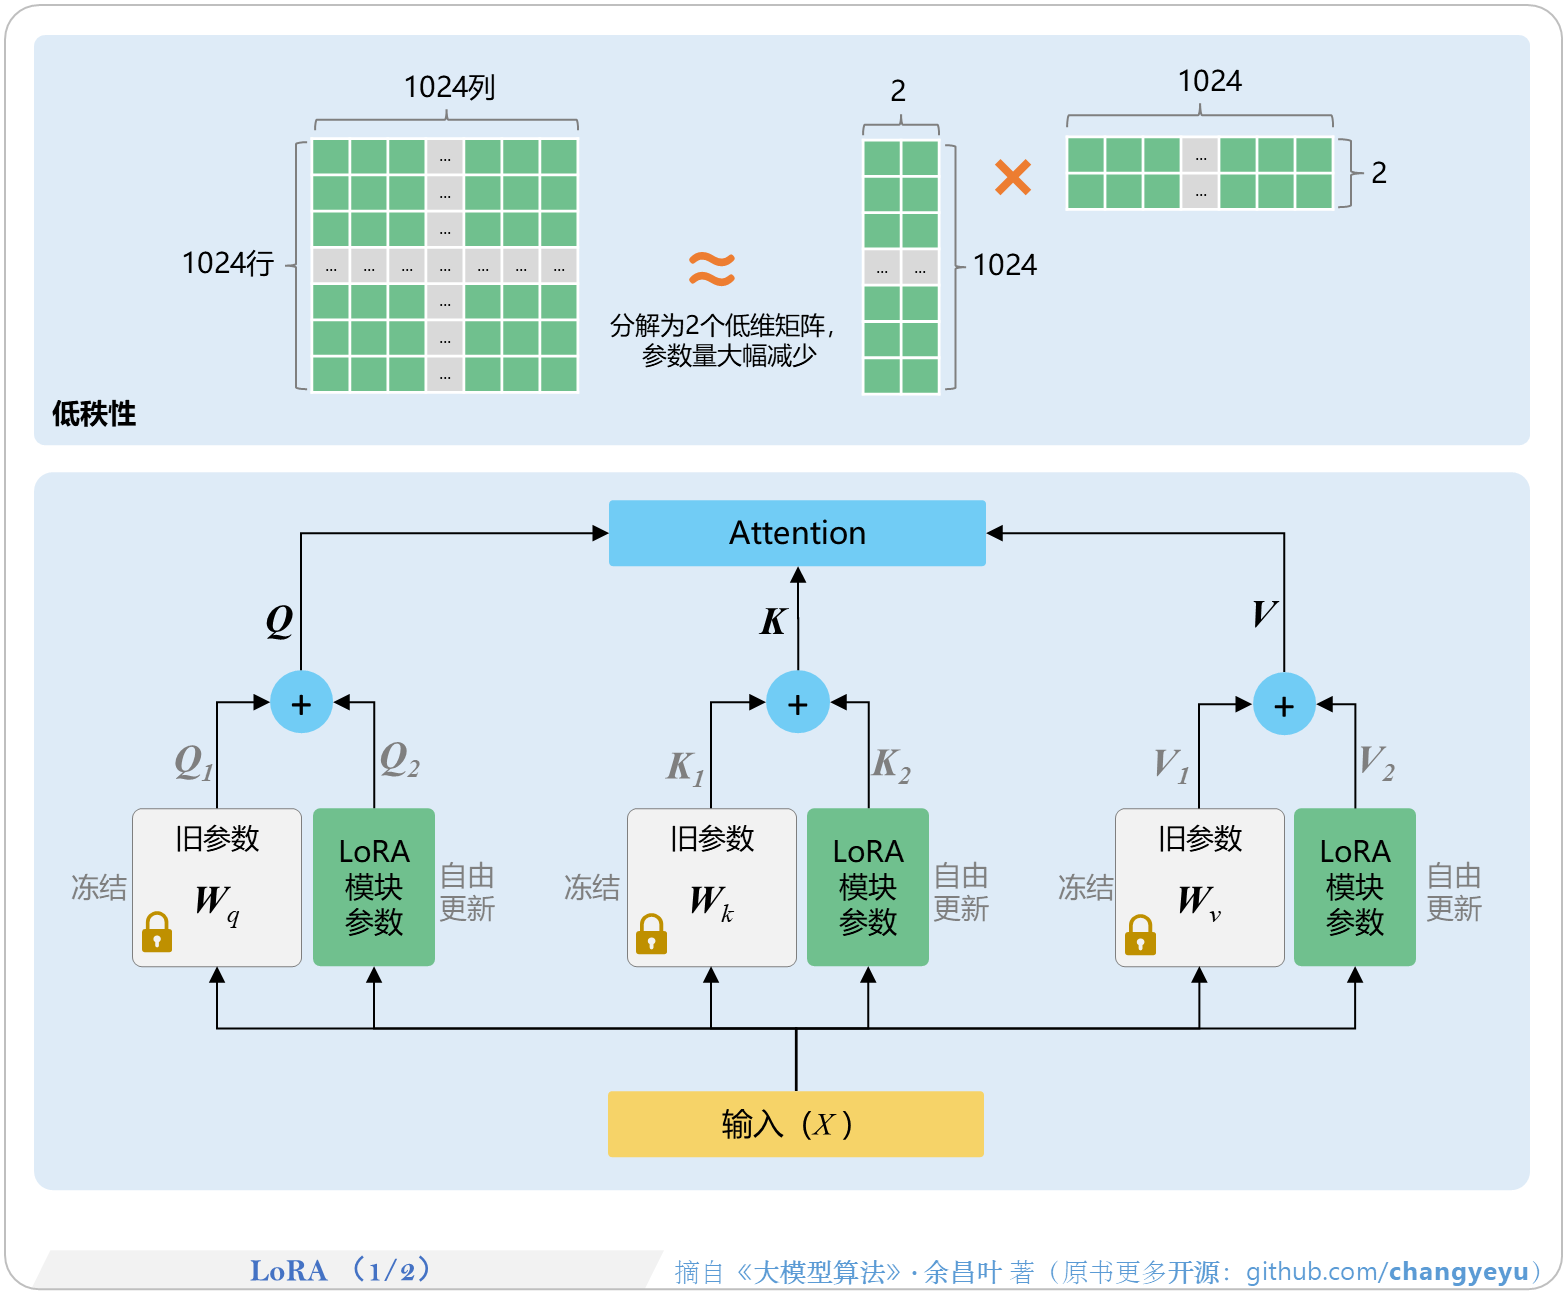 1024列
2
1024
... 
...
...
2
1024行
... ... ... ... ... ... ...
... ...
1024
...
...
...
分解为2个低维矩阵，
参数量大幅减少
低秩性
Attention
Q
K
V
+
+
+
Q1
Q2
K1
K2
V1
V2
旧参数
Wq
冻结
LoRA
模块
参数
自由
更新
旧参数
Wk
冻结
LoRA
模块
参数
自由
更新
旧参数
Wv
冻结
LoRA
模块
参数
自由
更新
输入（X）
LoRA （1/2）
摘自《大模型算法》· 余昌叶 著（原书更多开源：github.com/changyeyu）